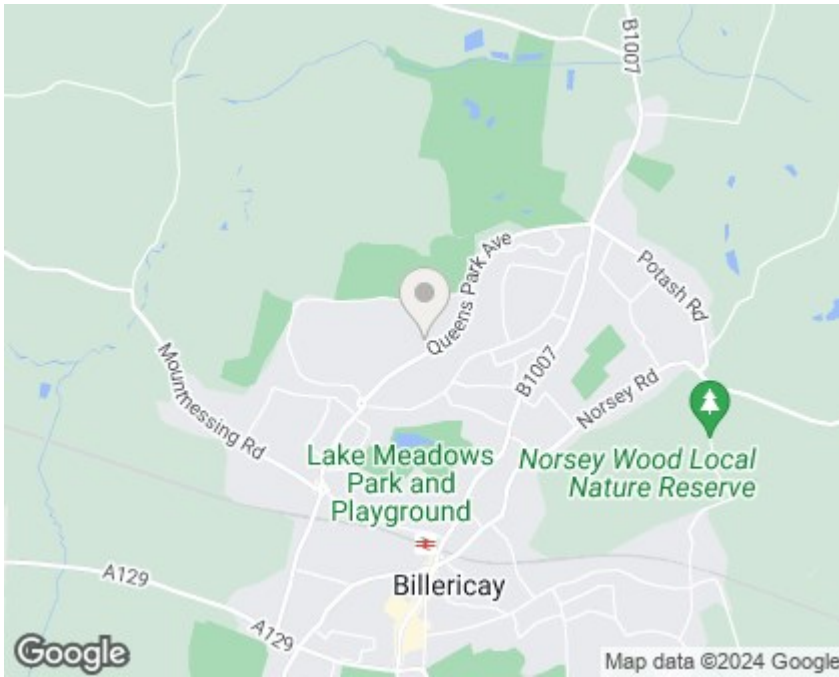 B1007
Queens Park Ave
Potash Rd
Mountnessing Rd
B1007
Norsey Rd
Lake Meadows
Park and
Playground
Norsey Wood Local
Nature Reserve
A129
Billericay
A129
Google
Map data ©2024 Google